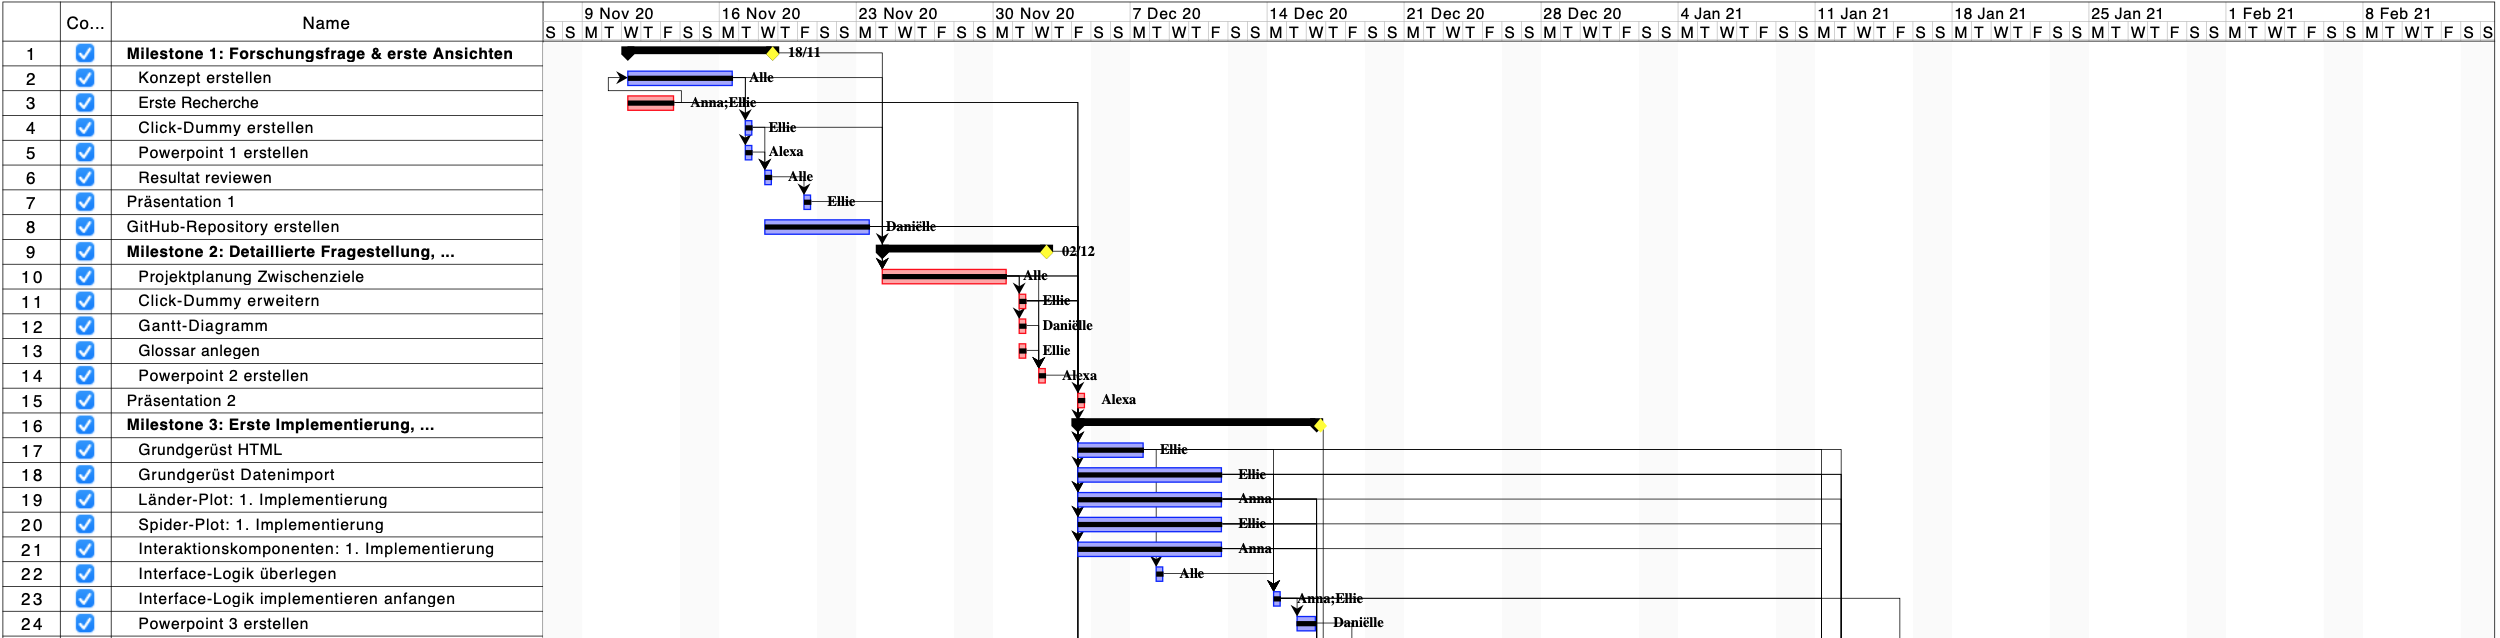 Co... Name 9 Nov 20 16 Nov 20 23 Nov 20 30 Nov 20 7 Dec 20 14 Dec 20 21 Dec 20 28 Dec 20 4 Jan 21 11 Jan 21 18 Jan 21 25 Jan 21 1 Feb 21 8 Feb 21
S S M T W T F S S M T W T F S S M T W T F S S M T W T F S S M T W T F S S M T W T F S S M T W T F S S M T W T F S S M T W T F S S M T W T F S S M T W T F S S M T W T F S S M T W T F S S M T W T F S S
1 Milestone 1: Forschungsfrage & erste Ansichten 18/11
2 Konzept erstellen Alle
3 Erste Recherche Anna;Ellie
4 Click-Dummy erstellen Ellie
5 Powerpoint 1 erstellen Alexa
6 Resultat reviewen Alle
7 Präsentation 1 Ellie
8 GitHub-Repository erstellen Daniëlle
9 Milestone 2: Detaillierte Fragestellung, ... 02/12
10 Projektplanung Zwischenziele Alle
11 Click-Dummy erweitern Ellie
12 Gantt-Diagramm Daniëlle
13 Glossar anlegen Ellie
14 Powerpoint 2 erstellen Alexa
15 Präsentation 2 Alexa
16 Milestone 3: Erste Implementierung, ...
17 Grundgerüst HTML Ellie
18 Grundgerüst Datenimport Ellie
19 Länder-Plot: 1. Implementierung Anna
20 Spider-Plot: 1. Implementierung Ellie
21 Interaktionskomponenten: 1. Implementierung Anna
22 Interface-Logik überlegen Alle
23 Interface-Logik implementieren anfangen Anna;Ellie
24 Powerpoint 3 erstellen Daniëlle